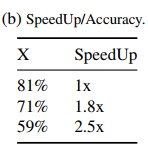 (b) SpeedUp/Accuracy.
X SpeedUp
81% 1x
71% 1.8x
59% 2.5x